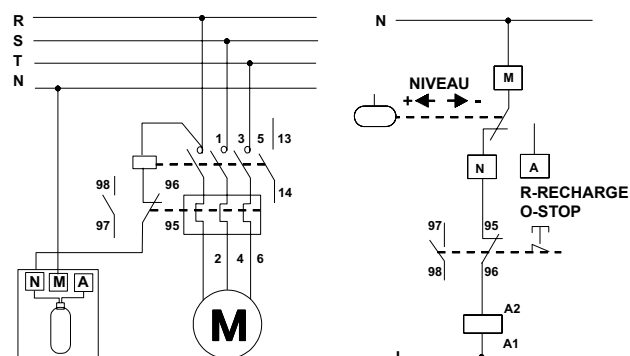 R
S
T
N
1 3 5 13
14
98 96
97 95
2 4 6
N M A
M
N
M
NIVEAU
+ -
N A
R-RECHARGE
O-STOP
97 95
98 96
A2
A1